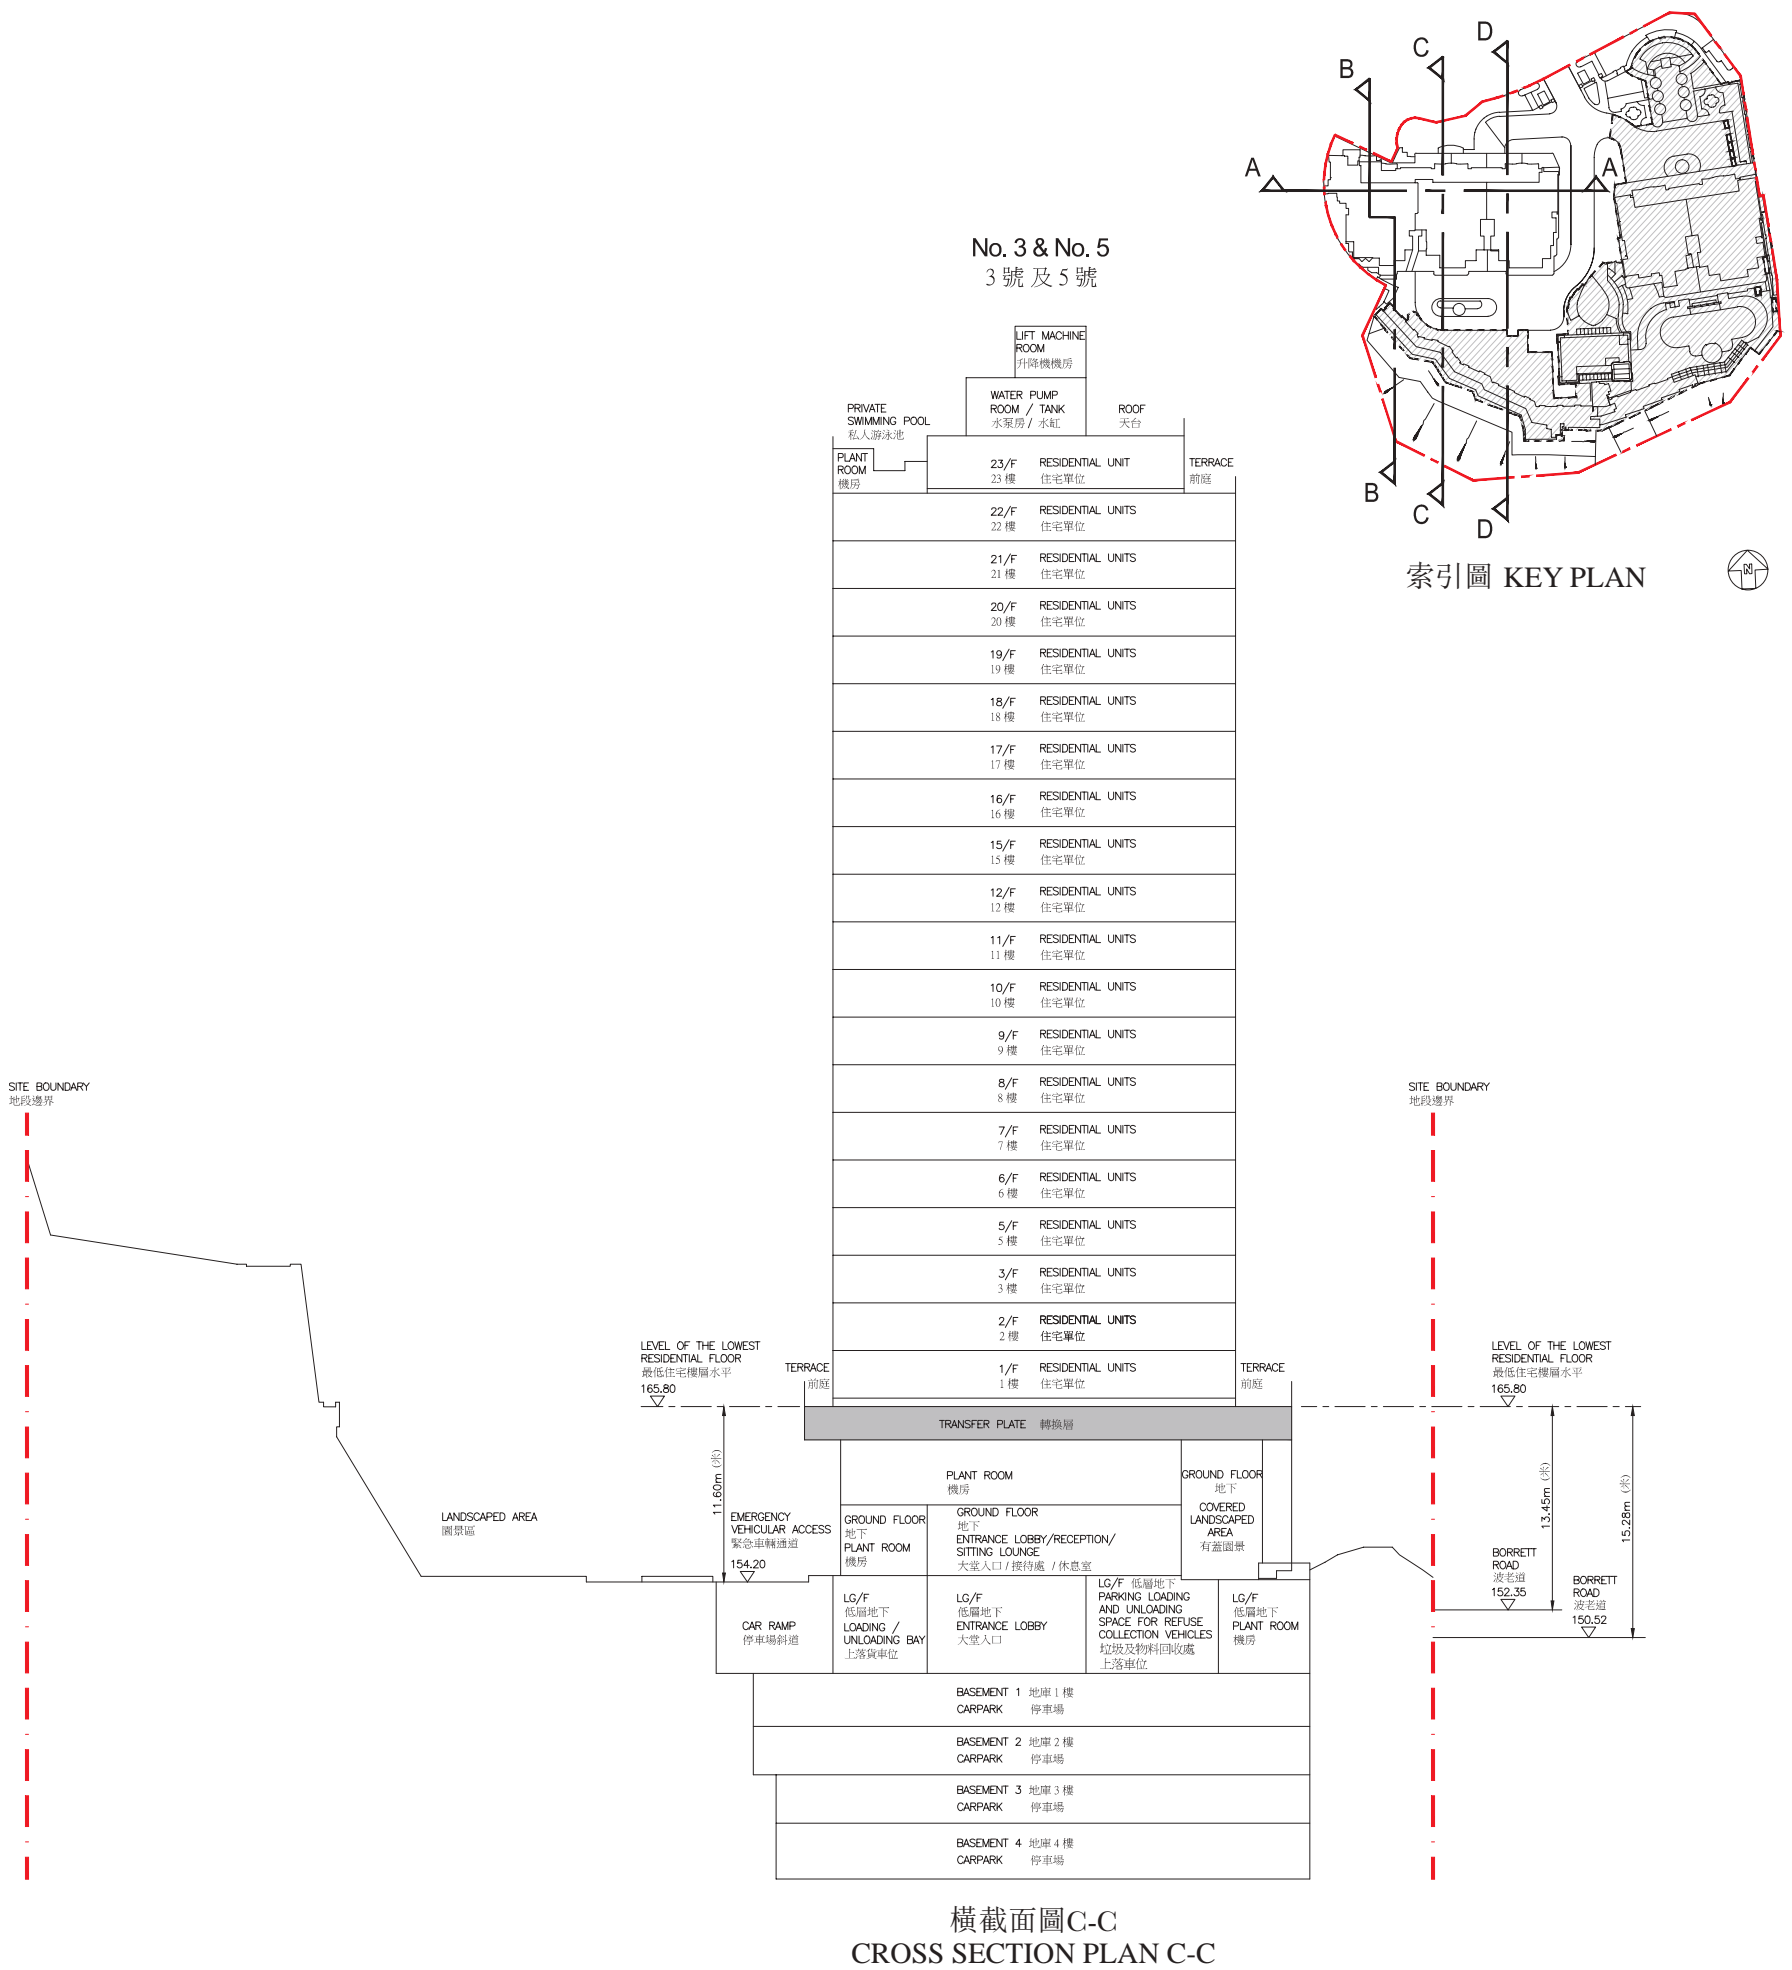 D
C
B
A
A
B
C
D
索引圖 KEY PLAN
N
No. 3 & No. 5
3 號 及 5 號
LIFT MACHINE
ROOM
升降機機房
WATER PUMP
ROOM / TANK
水泵房 / 水缸
PRIVATE
SWIMMING POOL
私人游泳池
ROOF
天台
PLANT
ROOM
機房
23/F RESIDENTIAL UNIT
23 樓 住宅單位
TERRACE
前庭
22/F RESIDENTIAL UNITS
22 樓 住宅單位
21/F RESIDENTIAL UNITS
21 樓 住宅單位
20/F RESIDENTIAL UNITS
20 樓 住宅單位
19/F RESIDENTIAL UNITS
19 樓 住宅單位
18/F RESIDENTIAL UNITS
18 樓 住宅單位
17/F RESIDENTIAL UNITS
17 樓 住宅單位
16/F RESIDENTIAL UNITS
16 樓 住宅單位
15/F RESIDENTIAL UNITS
15 樓 住宅單位
12/F RESIDENTIAL UNITS
12 樓 住宅單位
11/F RESIDENTIAL UNITS
11 樓 住宅單位
10/F RESIDENTIAL UNITS
10 樓 住宅單位
9/F RESIDENTIAL UNITS
9 樓 住宅單位
8/F RESIDENTIAL UNITS
8 樓 住宅單位
7/F RESIDENTIAL UNITS
7 樓 住宅單位
6/F RESIDENTIAL UNITS
6 樓 住宅單位
5/F RESIDENTIAL UNITS
5 樓 住宅單位
3/F RESIDENTIAL UNITS
3 樓 住宅單位
2/F RESIDENTIAL UNITS
2 樓 住宅單位
1/F RESIDENTIAL UNITS
1 樓 住宅單位
SITE BOUNDARY
地段邊界
SITE BOUNDARY
地段邊界
LEVEL OF THE LOWEST
RESIDENTIAL FLOOR
最低住宅樓層水平
165.80
TERRACE
前庭
TERRACE
前庭
LEVEL OF THE LOWEST
RESIDENTIAL FLOOR
最低住宅樓層水平
165.80
TRANSFER PLATE 轉換層
11.60m (米)
13.45m (米)
15.28m (米)
PLANT ROOM
機房
GROUND FLOOR
地下
COVERED
LANDSCAPED
AREA
有蓋園景
LANDSCAPED AREA
園景區
EMERGENCY
VEHICULAR ACCESS
緊急車輛通道
154.20
GROUND FLOOR
地下
PLANT ROOM
機房
GROUND FLOOR
地下
ENTRANCE LOBBY/RECEPTION/
SITTING LOUNGE
大堂入口 / 接待處 / 休息室
BORRETT
ROAD
波老道
152.35
BORRETT
ROAD
波老道
150.52
CAR RAMP
停車場斜道
LG/F
低層地下
LOADING /
UNLOADING BAY
上落貨車位
LG/F
低層地下
ENTRANCE LOBBY
大堂入口
LG/F 低層地下
PARKING LOADING
AND UNLOADING
SPACE FOR REFUSE
COLLECTION VEHICLES
垃圾及物料回收處
上落車位
LG/F
低層地下
PLANT ROOM
機房
BASEMENT 1 地庫 1 樓
CARPARK 停車場
BASEMENT 2 地庫 2 樓
CARPARK 停車場
BASEMENT 3 地庫 3 樓
CARPARK 停車場
BASEMENT 4 地庫 4 樓
CARPARK 停車場
橫截面圖C-C
CROSS SECTION PLAN C-C